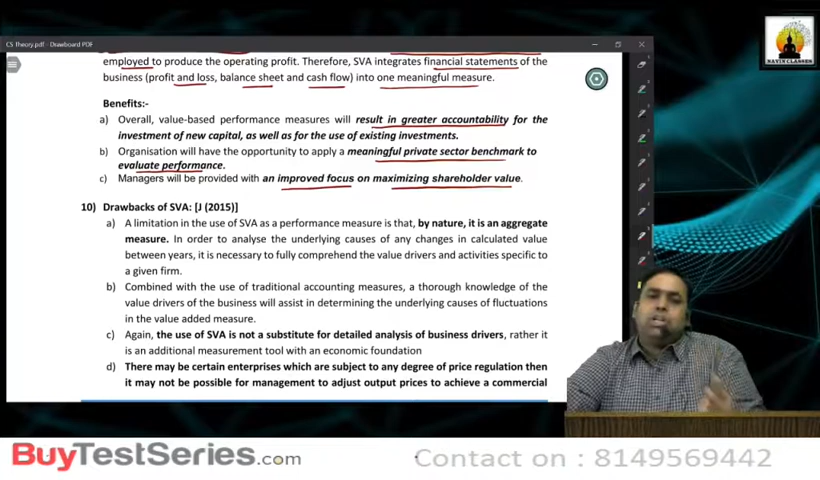 CS Theory.pdf - Drawboard PDF
employed to produce the operating profit. Therefore, SVA integrates financial statements of the
business (profit and loss, balance sheet and cash flow) into one meaningful measure.
Benefits:-
a) Overall, value-based performance measures will result in greater accountability for the
investment of new capital, as well as for the use of existing investments.
b) Organisation will have the opportunity to apply a meaningful private sector benchmark to
evaluate performance.
c) Managers will be provided with an improved focus on maximizing shareholder value.
10) Drawbacks of SVA: [J (2015)]
a) A limitation in the use of SVA as a performance measure is that, by nature, it is an aggregate
measure. In order to analyse the underlying causes of any changes in calculated value
between years, it is necessary to fully comprehend the value drivers and activities specific to
a given firm.
b) Combined with the use of traditional accounting measures, a thorough knowledge of the
value drivers of the business will assist in determining the underlying causes of fluctuations
in the value added measure.
c) Again, the use of SVA is not a substitute for detailed analysis of business drivers, rather it
is an additional measurement tool with an economic foundation
d) There may be certain enterprises which are subject to any degree of price regulation then
it may not be possible for management to adjust output prices to achieve a commercial
BuyTestSeries.com
Contact on : 8149569442